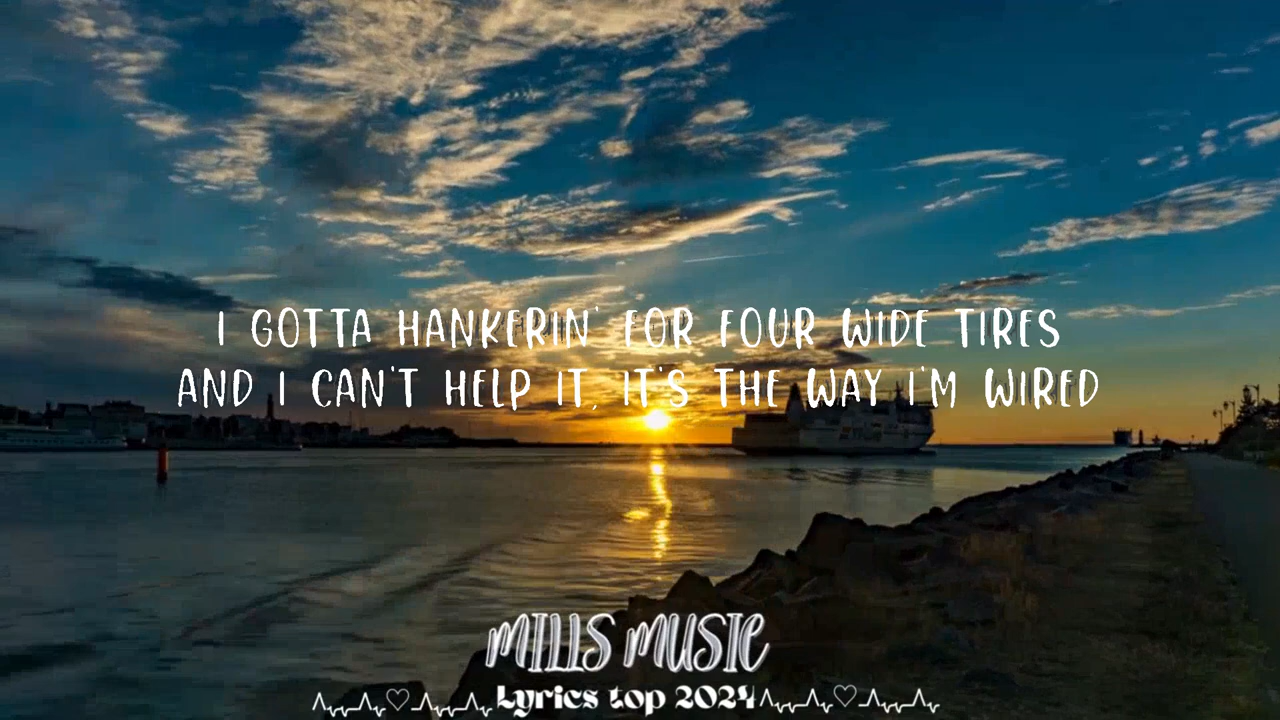 I GOTTA HANKERIN' FOR FOUR WIDE TIRES
AND I CAN'T HELP IT, IT'S THE WAY I'M WIRED
MILLS MUSIC
Lyrics top 2024